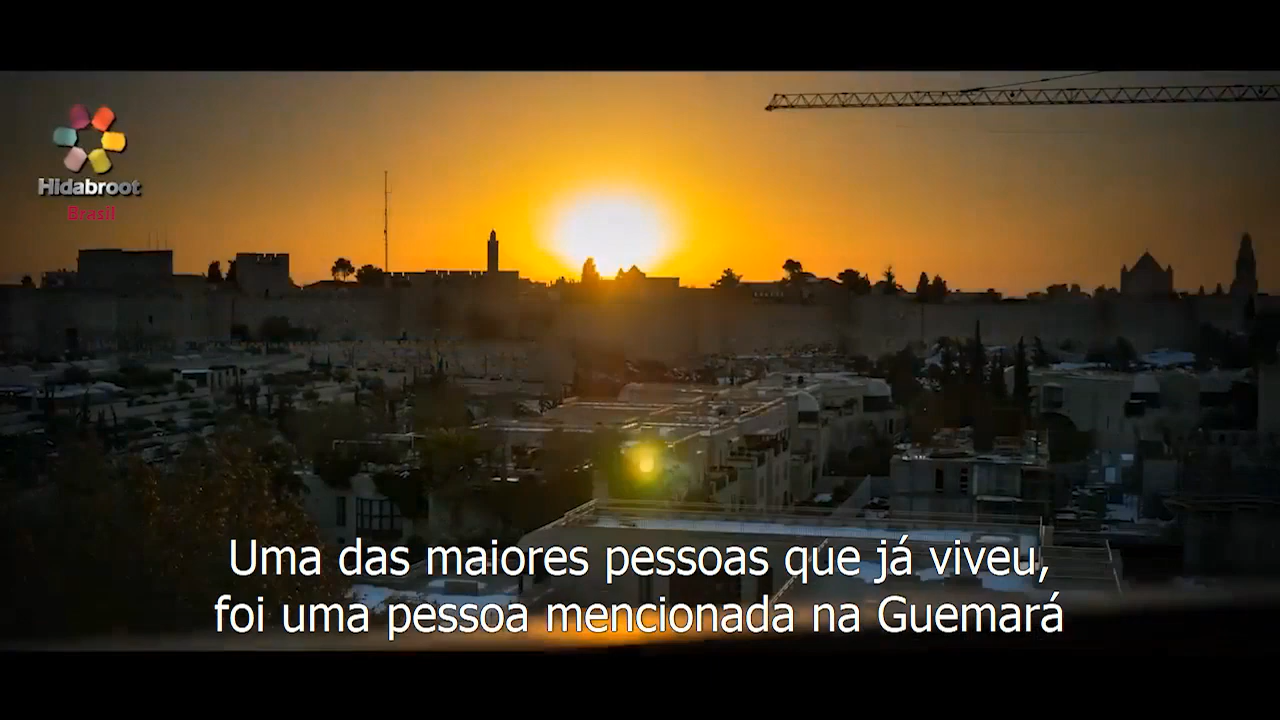 Hidabroot
Brasil
Uma das maiores pessoas que já viveu,
foi uma pessoa mencionada na Guemará